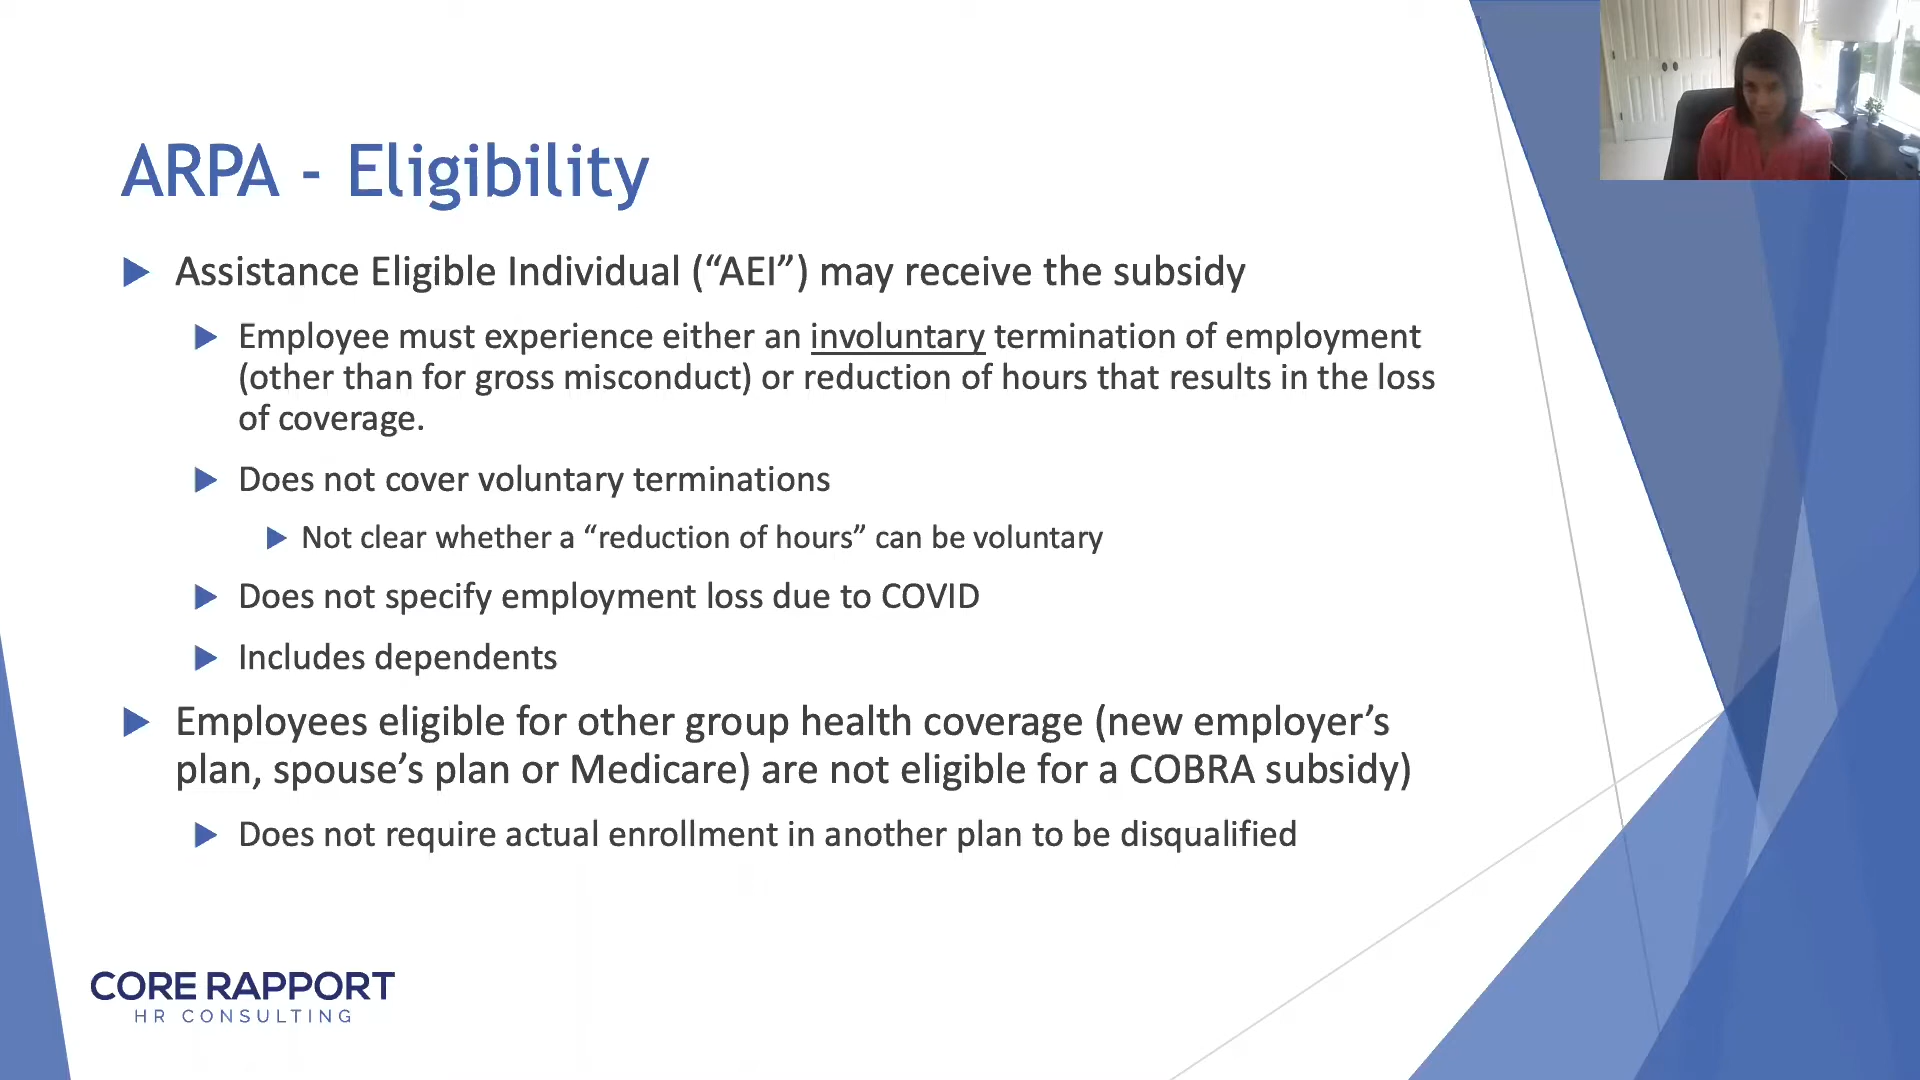 ARPA - Eligibility
Assistance Eligible Individual (“AEI”) may receive the subsidy
Employee must experience either an involuntary termination of employment
(other than for gross misconduct) or reduction of hours that results in the loss
of coverage.
Does not cover voluntary terminations
Not clear whether a “reduction of hours” can be voluntary
Does not specify employment loss due to COVID
Includes dependents
Employees eligible for other group health coverage (new employer’s
plan, spouse’s plan or Medicare) are not eligible for a COBRA subsidy)
Does not require actual enrollment in another plan to be disqualified
CORE RAPPORT
HR CONSULTING